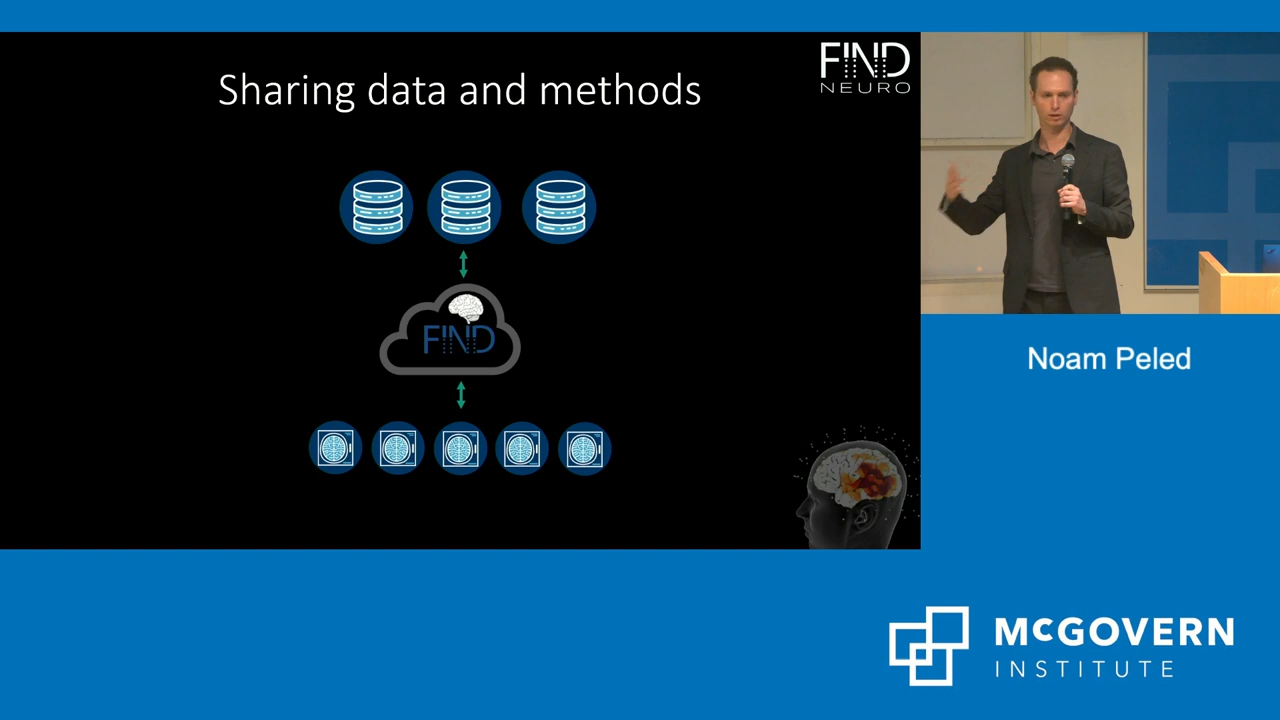 Sharing data and methods
FIND
NEURO
FIND
Noam Peled
McGOVERN
INSTITUTE